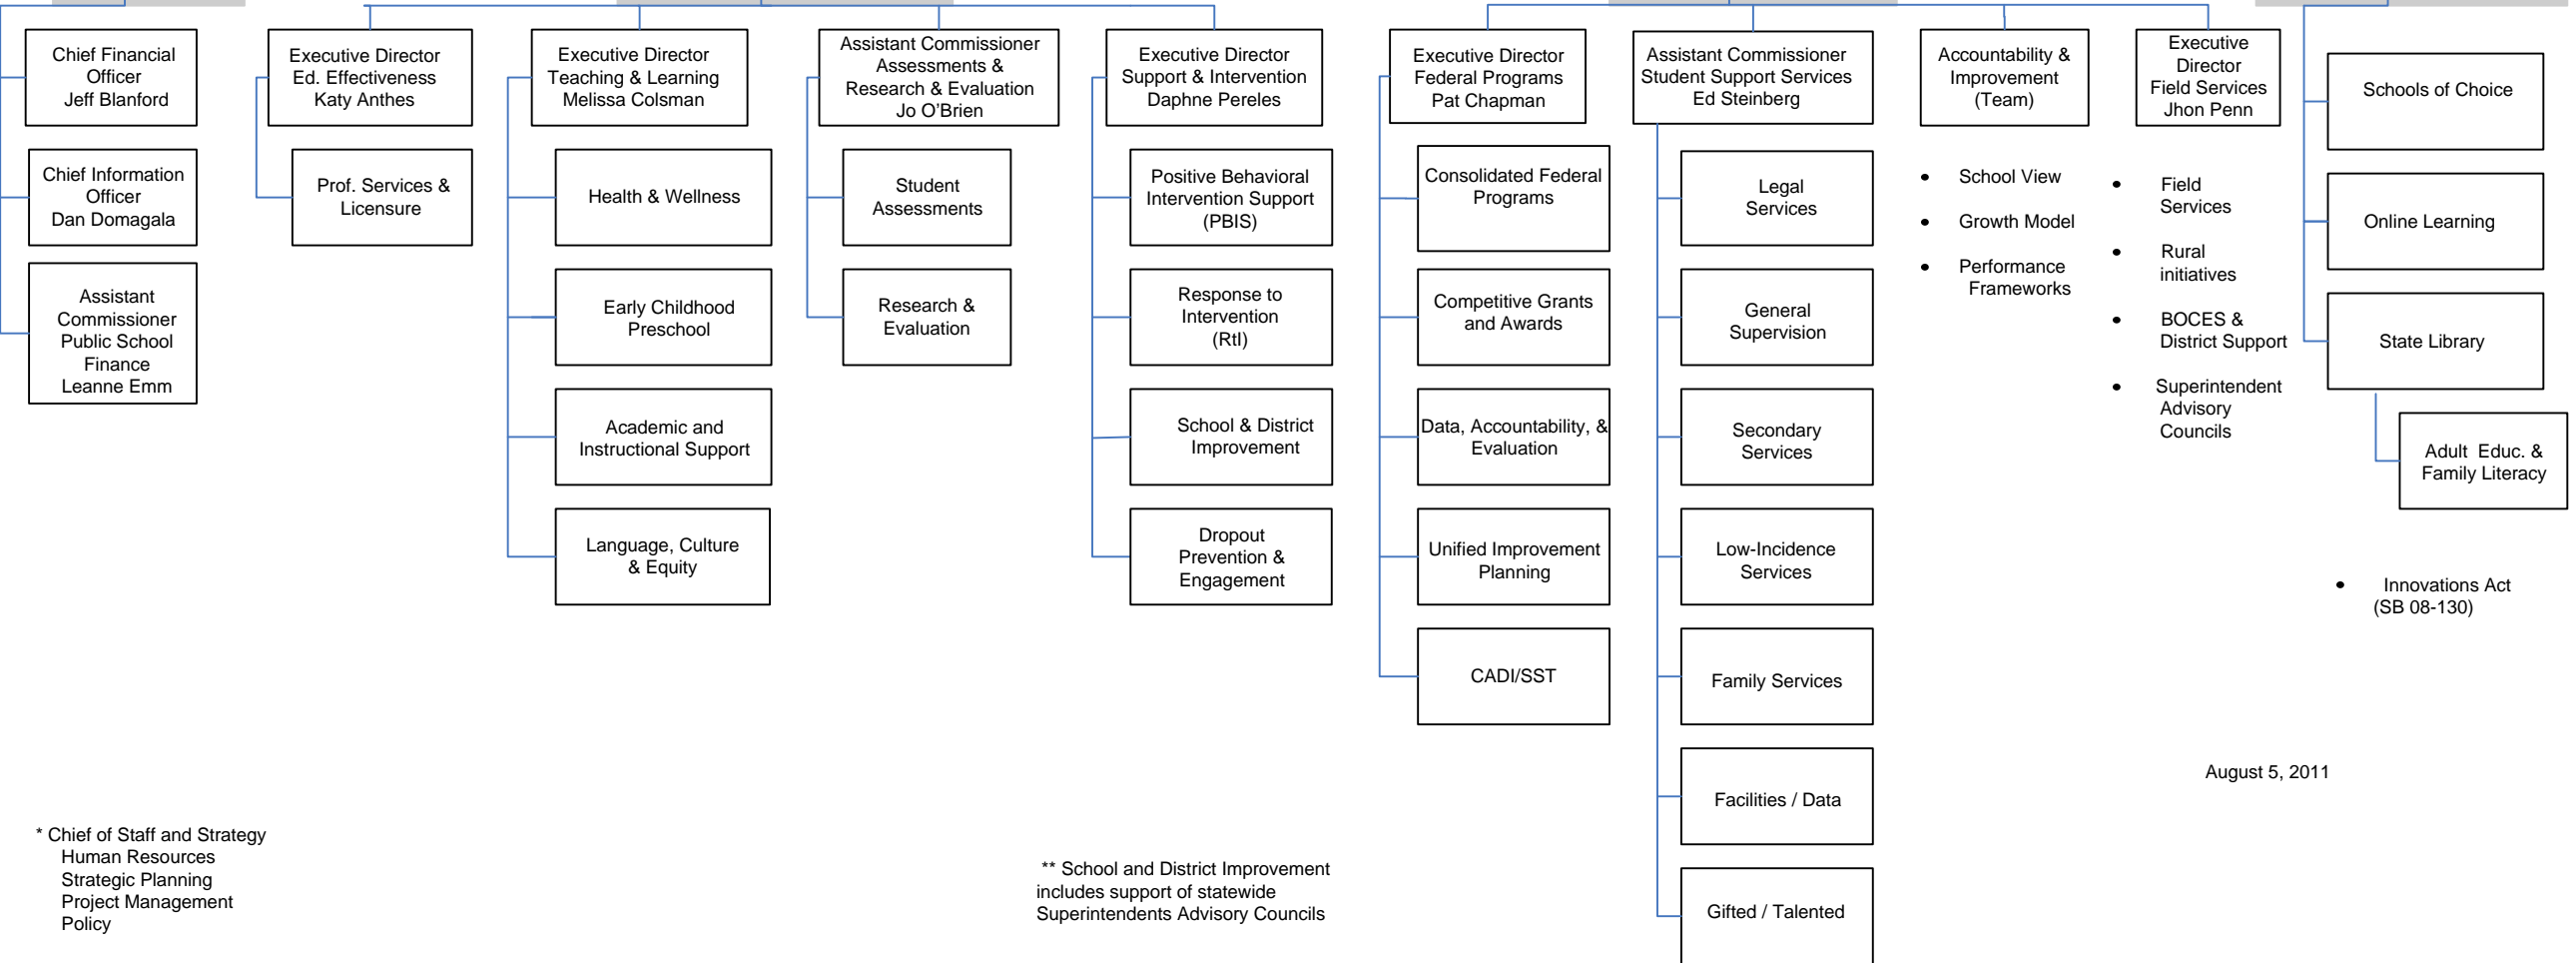 Chief Financial
Officer
Jeff Blanford
Chief Information
Officer
Dan Domagala
Assistant
Commissioner
Public School
Finance
Leanne Emm
Executive Director
Ed. Effectiveness
Katy Anthes
Prof. Services &
Licensure
Executive Director
Teaching & Learning
Melissa Colsman
Health & Wellness
Early Childhood
Preschool
Academic and
Instructional Support
Language, Culture
& Equity
Assistant Commissioner
Assessments &
Research & Evaluation
Jo O'Brien
Student
Assessments
Research &
Evaluation
Executive Director
Support & Intervention
Daphne Pereles
Positive Behavioral
Intervention Support
(PBIS)
Response to
Intervention
(RtI)
School & District
Improvement
Dropout
Prevention &
Engagement
Executive Director
Federal Programs
Pat Chapman
Consolidated Federal
Programs
Competitive Grants
and Awards
Data, Accountability, &
Evaluation
Unified Improvement
Planning
CADI/SST
Assistant Commissioner
Student Support Services
Ed Steinberg
Legal
Services
General
Supervision
Secondary
Services
Low-Incidence
Services
Family Services
Facilities / Data
Gifted / Talented
Accountability &
Improvement
(Team)
• School View
• Growth Model
• Performance
Frameworks
Executive
Director
Field Services
Jhon Penn
• Field
Services
• Rural
initiatives
• BOCES &
District Support
• Superintendent
Advisory
Councils
Schools of Choice
Online Learning
State Library
Adult Educ. &
Family Literacy
• Innovations Act
(SB 08-130)
August 5, 2011
* Chief of Staff and Strategy
Human Resources
Strategic Planning
Project Management
Policy
** School and District Improvement
includes support of statewide
Superintendents Advisory Councils